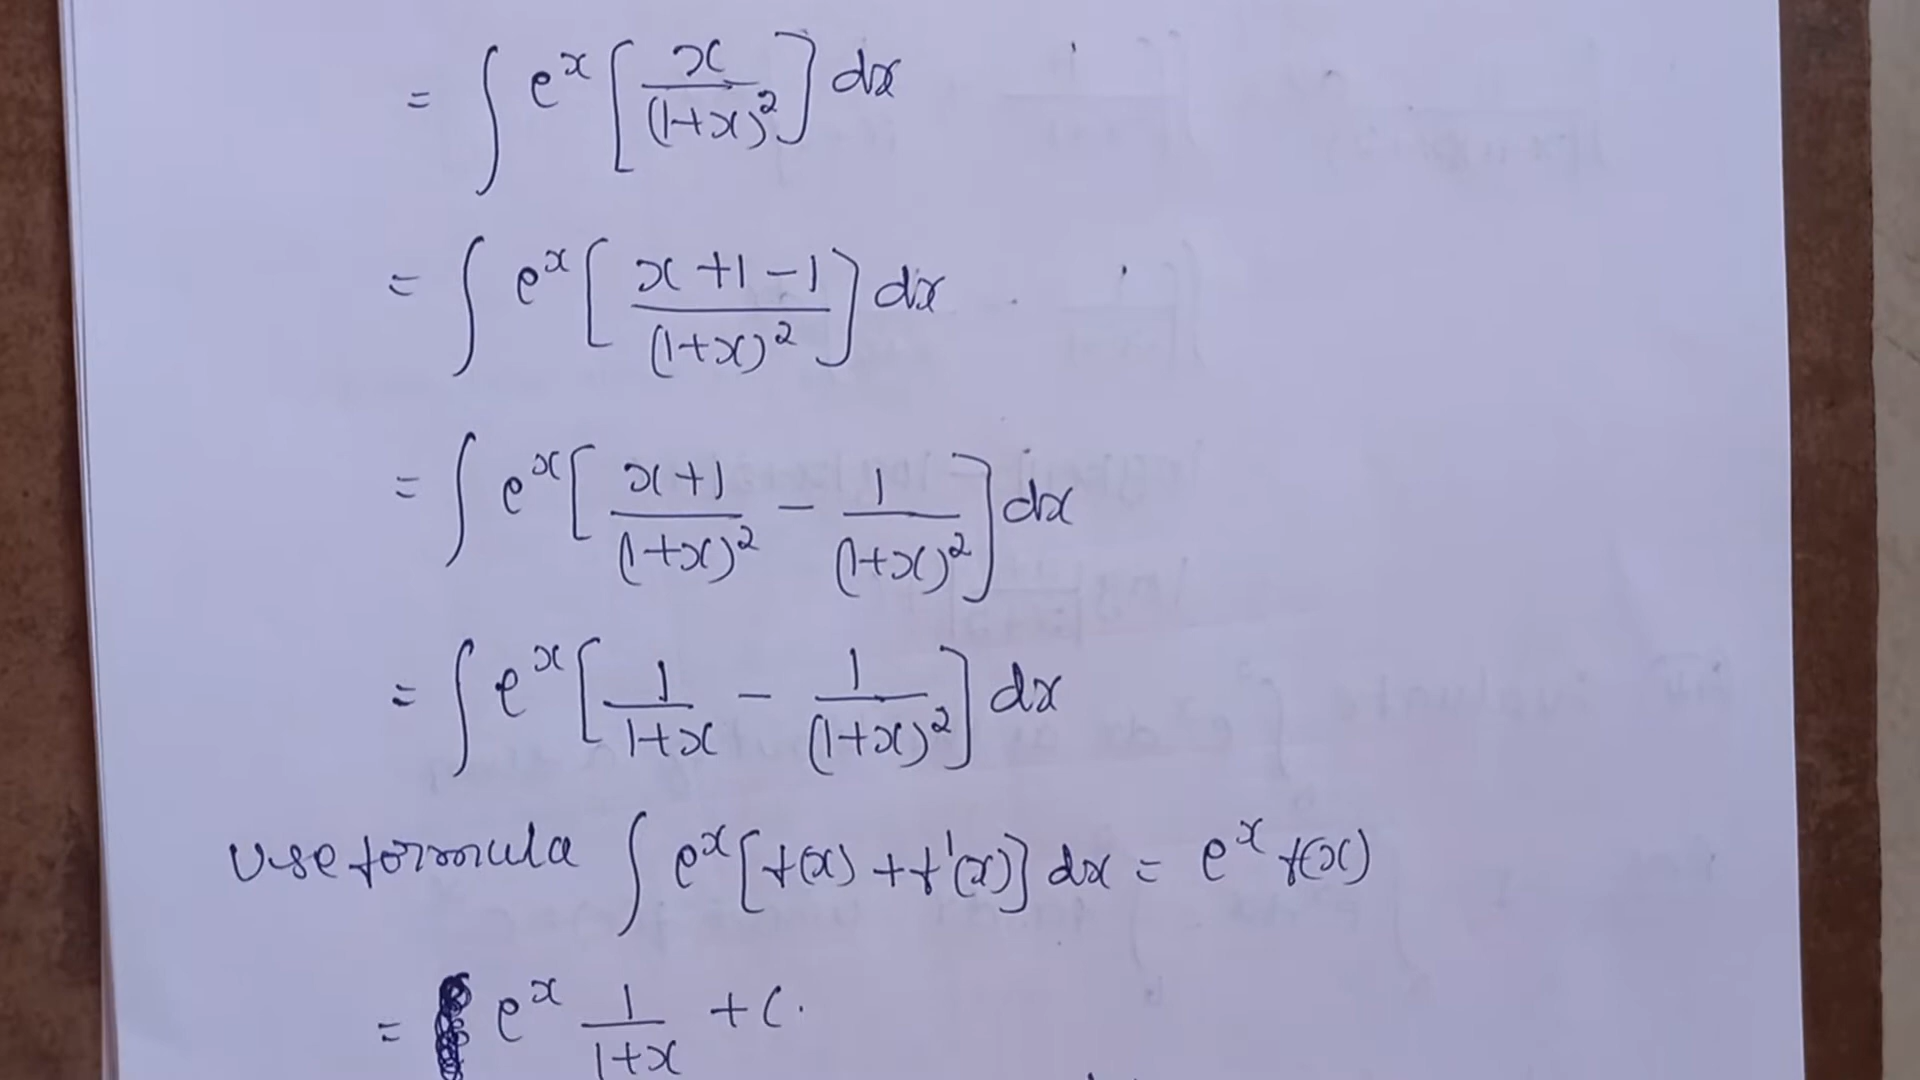 = ∫ e^x [ x/(1+x)^2 ] dx
= ∫ e^x [ (x+1-1)/(1+x)^2 ] dx
= ∫ e^x [ (x+1)/(1+x)^2 - 1/(1+x)^2 ] dx
= ∫ e^x [ 1/(1+x) - 1/(1+x)^2 ] dx
Use formula ∫ e^x [f(x) + f'(x)] dx = e^x f(x)
= e^x 1/(1+x) + c.